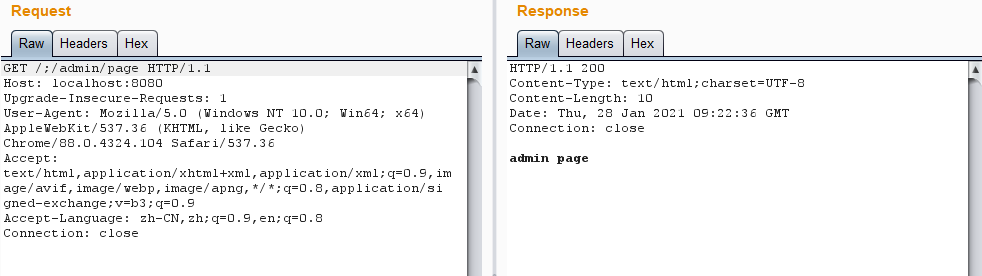 Request
Raw Headers Hex
GET /;/admin/page HTTP/1.1
Host: localhost:8080
Upgrade-Insecure-Requests: 1
User-Agent: Mozilla/5.0 (Windows NT 10.0; Win64; x64)
AppleWebKit/537.36 (KHTML, like Gecko)
Chrome/88.0.4324.104 Safari/537.36
Accept:
text/html,application/xhtml+xml,application/xml;q=0.9,im
age/avif,image/webp,image/apng,*/*;q=0.8,application/si
gned-exchange;v=b3;q=0.9
Accept-Language: zh-CN,zh;q=0.9,en;q=0.8
Connection: close
Response
Raw Headers Hex
HTTP/1.1 200
Content-Type: text/html;charset=UTF-8
Content-Length: 10
Date: Thu, 28 Jan 2021 09:22:36 GMT
Connection: close
admin page